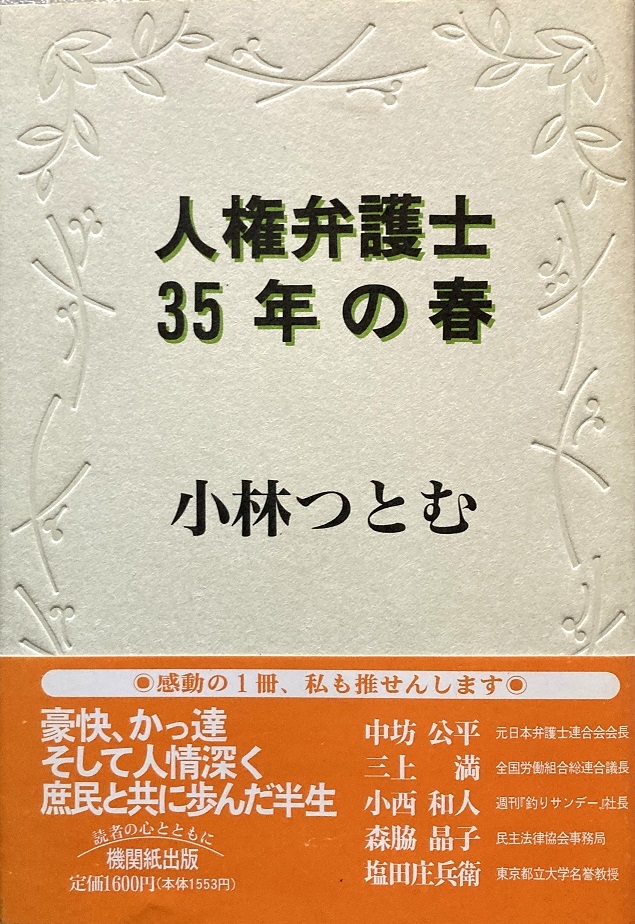 人権弁護士
35年の春
小林つとむ
◉感動の1冊、私も推せんします◉
豪快、かっ達
そして人情深く
庶民と共に歩んだ半生
読者の心とともに
機関紙出版
定価1600円(本体1553円)
中坊 公平 元日本弁護士連合会会長
三上 満 全国労働組合総連合議長
小西 和人 週刊『釣りサンデー』社長
森脇 晶子 民主法律協会事務局
塩田庄兵衛 東京都立大学名誉教授